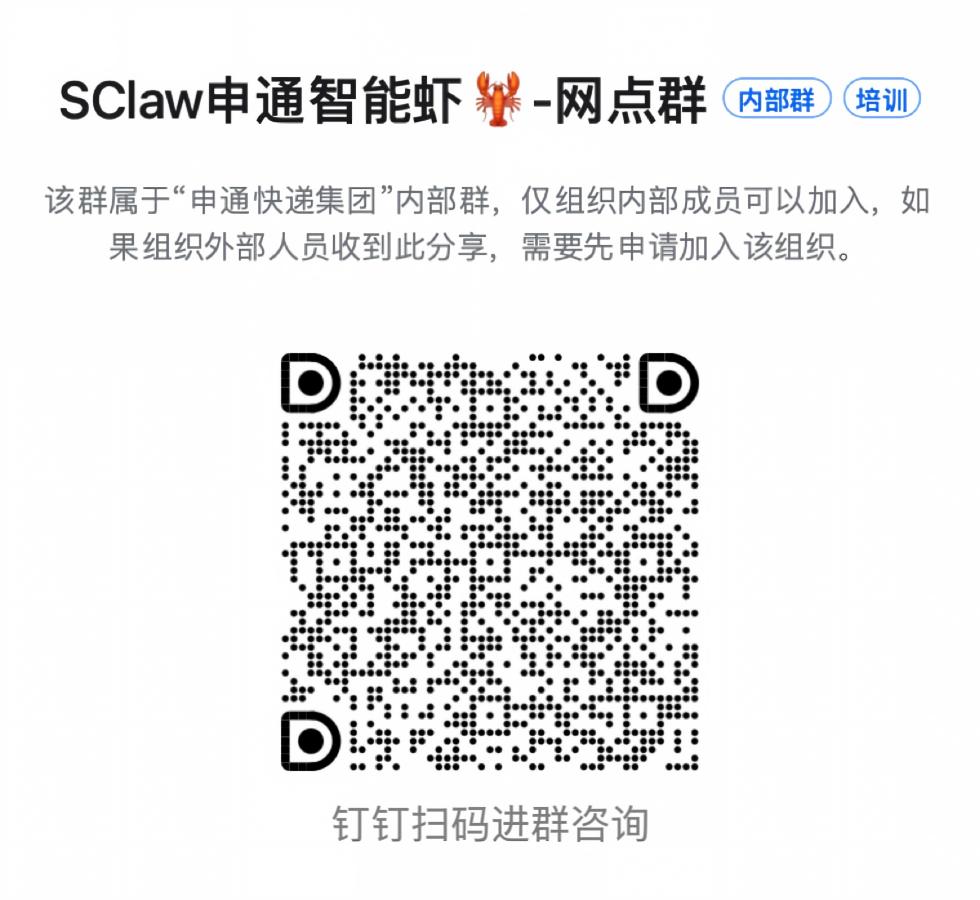 SClaw申通智能虾🦞-网点群 内部群 培训
该群属于“申通快递集团”内部群，仅组织内部成员可以加入，如
果组织外部人员收到此分享，需要先申请加入该组织。
钉钉扫码进群咨询